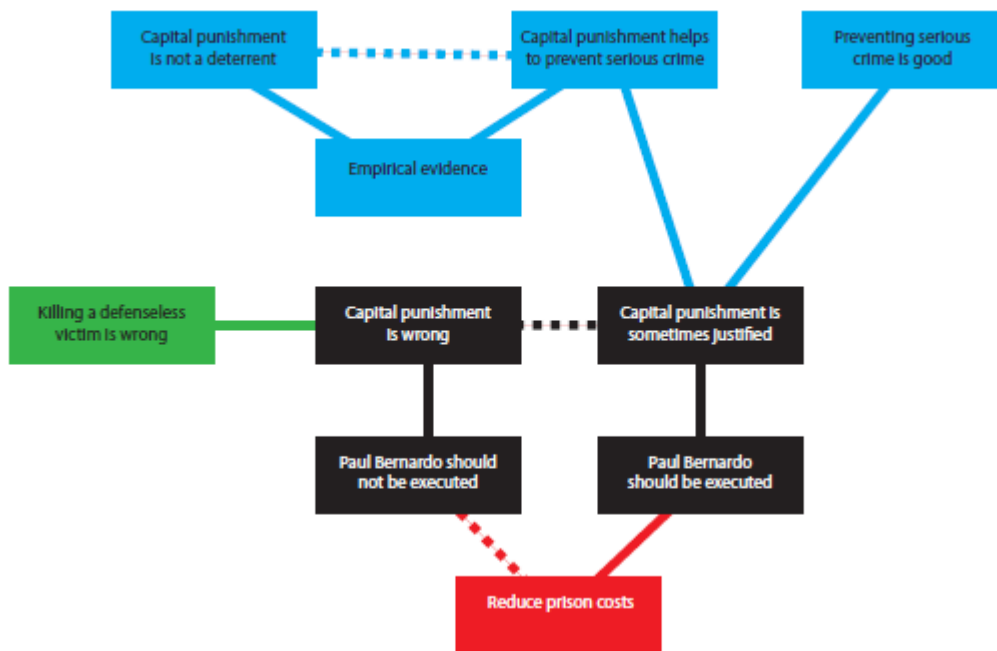 Capital punishment
is not a deterrent
Capital punishment helps
to prevent serious crime
Preventing serious
crime is good
Empirical evidence
Killing a defenseless
victim is wrong
Capital punishment
is wrong
Capital punishment is
sometimes justified
Paul Bernardo should
not be executed
Paul Bernardo
should be executed
Reduce prison costs